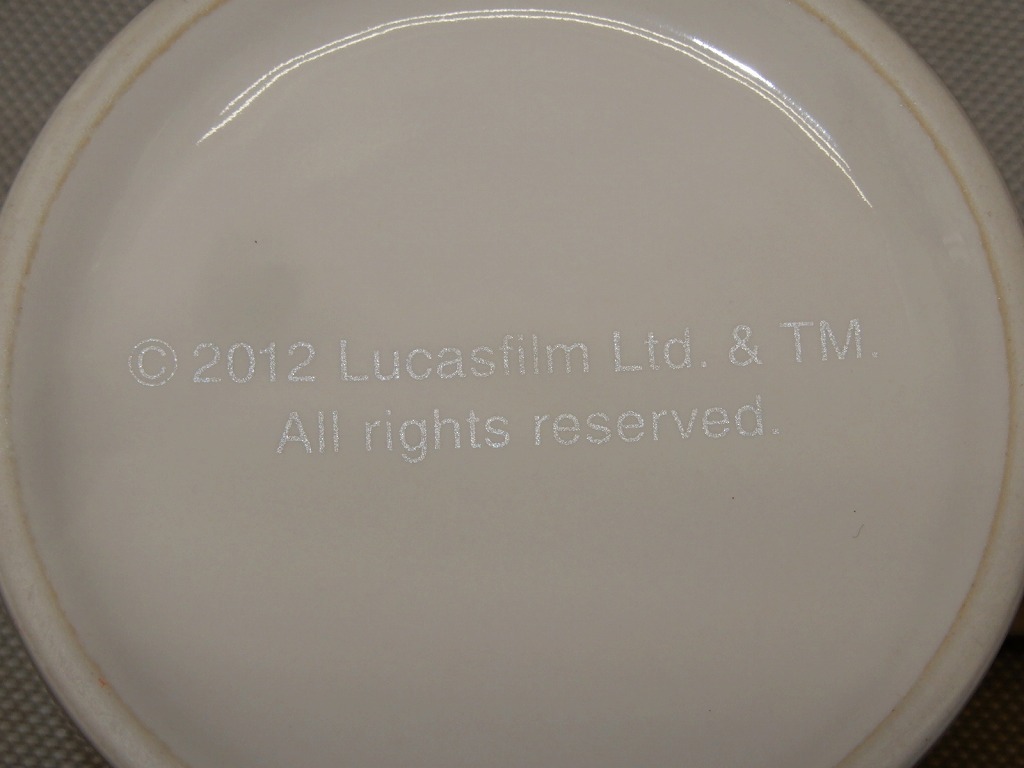 © 2012 Lucasfilm Ltd. & TM.
All rights reserved.